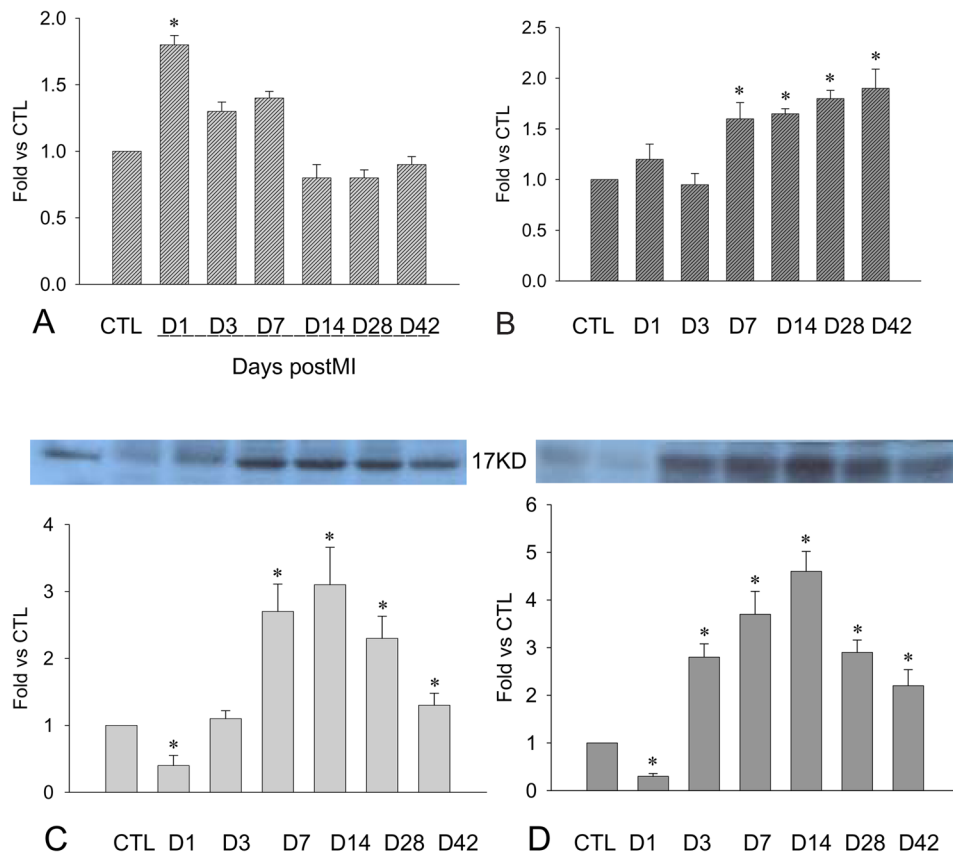 2.0
1.5
1.0
0.5
0.0
Fold vs CTL
*
A
CTL D1 D3 D7 D14 D28 D42
Days postMI
2.5
2.0
1.5
1.0
0.5
0.0
Fold vs CTL
* * * *
B
CTL D1 D3 D7 D14 D28 D42
17KD
4
3
2
1
0
Fold vs CTL
* * * * *
C
CTL D1 D3 D7 D14 D28 D42
6
5
4
3
2
1
0
Fold vs CTL
* * * * * *
D
CTL D1 D3 D7 D14 D28 D42